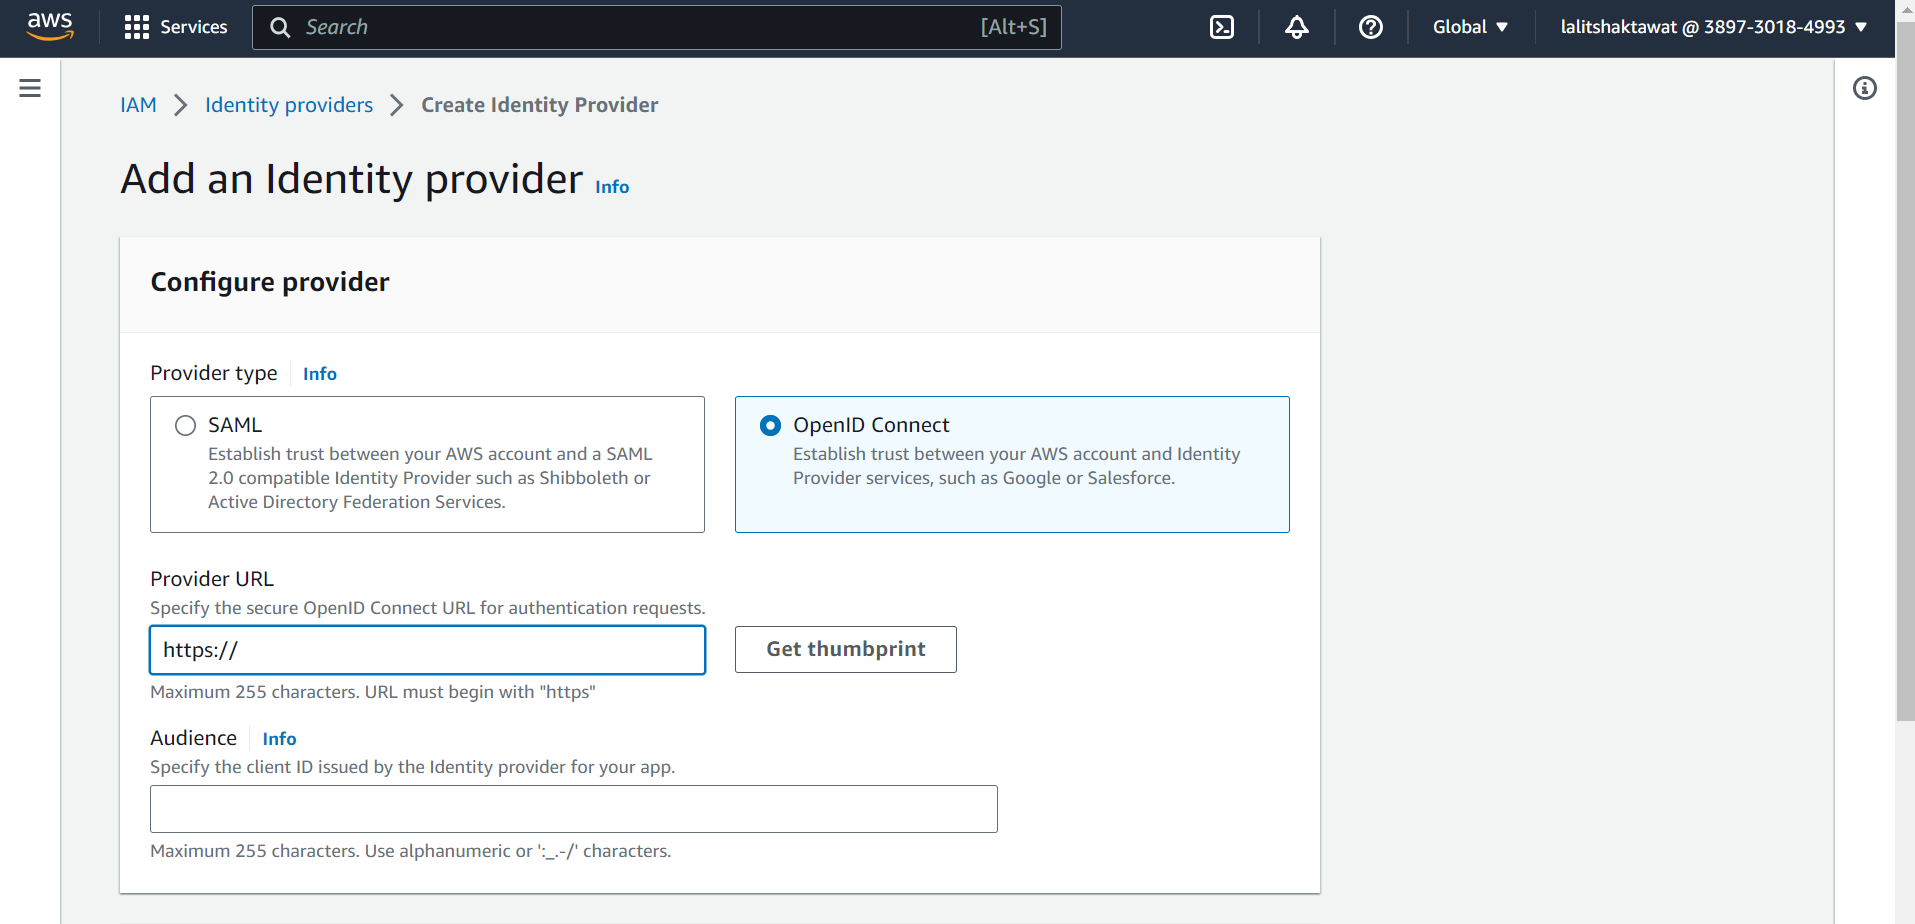 aws
Services
Search
[Alt+S]
Global
lalitshaktawat @ 3897-3018-4993
IAM
Identity providers
Create Identity Provider
Add an Identity provider
Info
Configure provider
Provider type
Info
SAML
Establish trust between your AWS account and a SAML
2.0 compatible Identity Provider such as Shibboleth or
Active Directory Federation Services.
OpenID Connect
Establish trust between your AWS account and Identity
Provider services, such as Google or Salesforce.
Provider URL
Specify the secure OpenID Connect URL for authentication requests.
https://
Get thumbprint
Maximum 255 characters. URL must begin with "https"
Audience
Info
Specify the client ID issued by the Identity provider for your app.
Maximum 255 characters. Use alphanumeric or ':_.-/' characters.